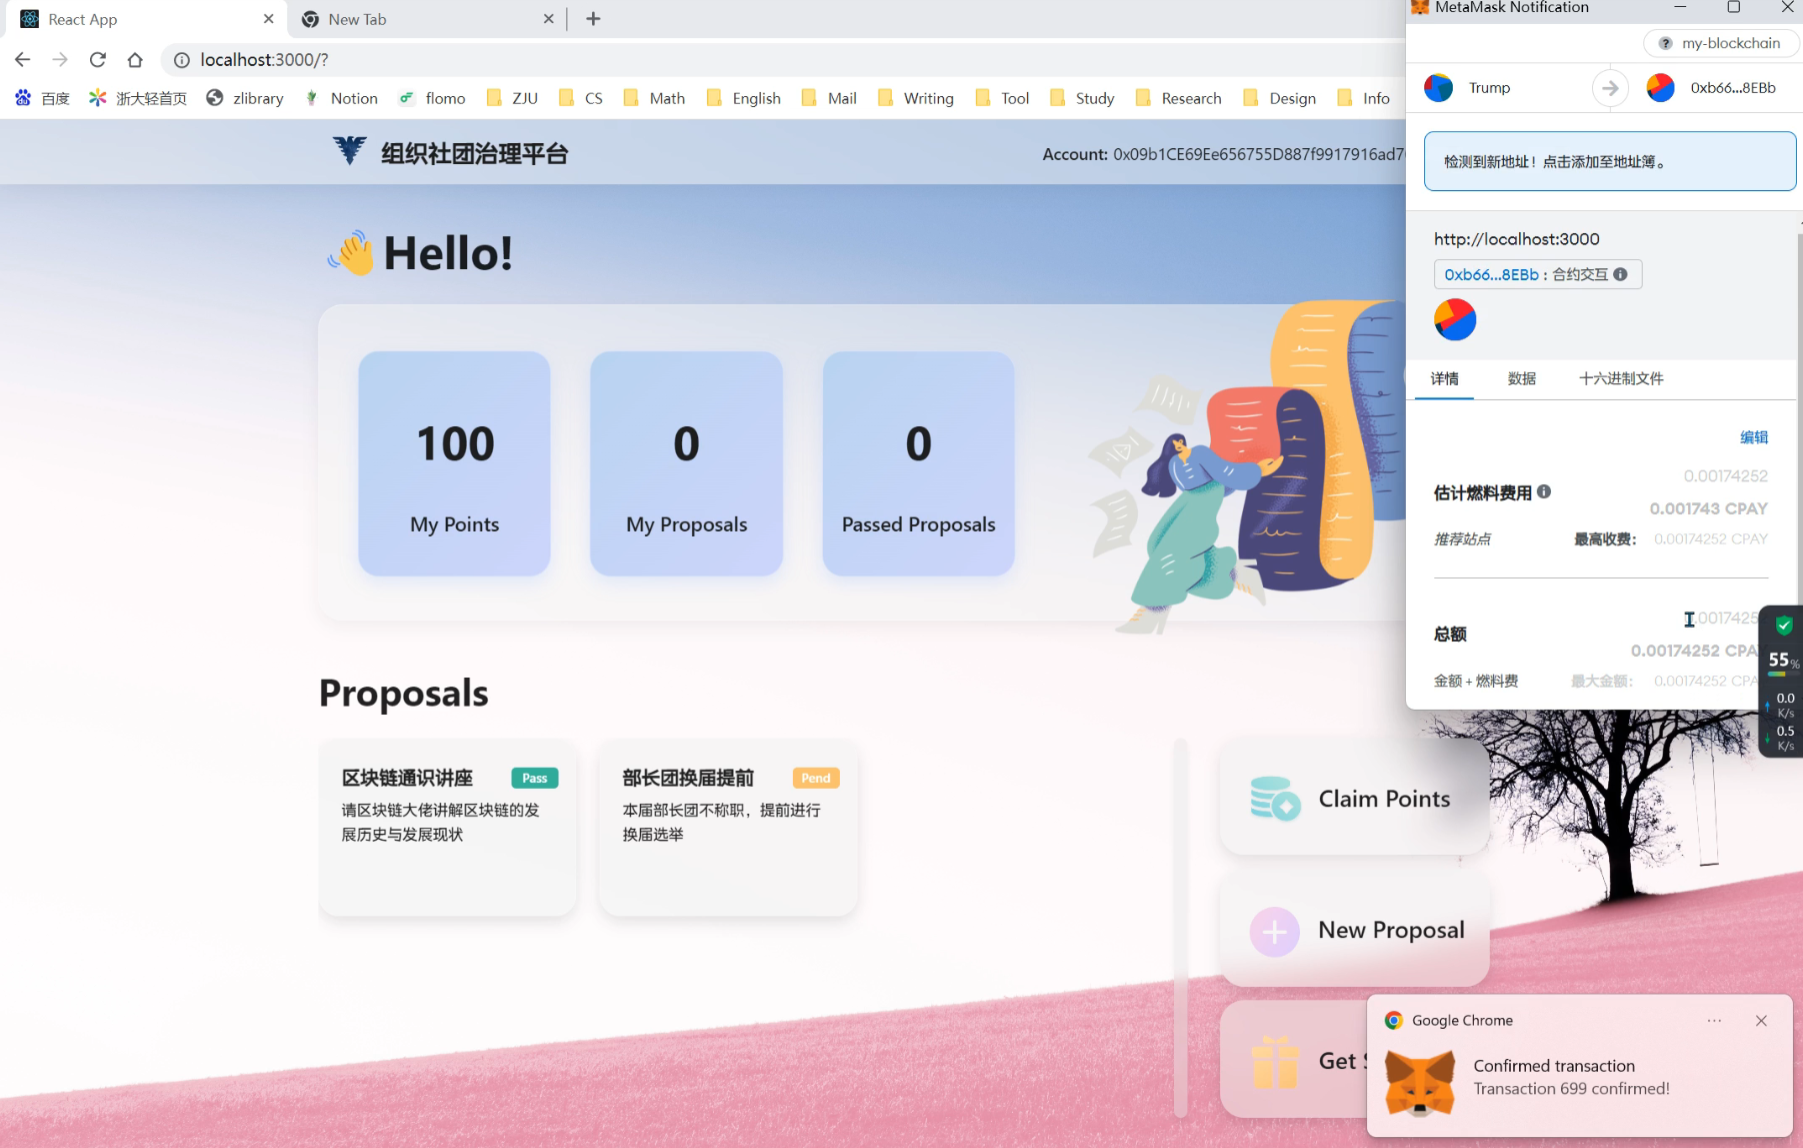 React App
New Tab
MetaMask Notification
localhost:3000/?
my-blockchain
百度
浙大轻首页
zlibrary
Notion
flomo
ZJU
CS
Math
English
Mail
Writing
Tool
Study
Research
Design
Info
Trump
0xb66...8EBb
组织社团治理平台
Account: 0x09b1CE69Ee656755D887f9917916ad7
检测到新地址！点击添加至地址簿。
Hello!
http://localhost:3000
0xb66...8EBb : 合约交互
100
My Points
0
My Proposals
0
Passed Proposals
详情
数据
十六进制文件
编辑
0.00174252
估计燃料费用
0.001743 CPAY
推荐站点
最高收费：
0.00174252 CPAY
总额
0.00174252 CPA
金额 + 燃料费
最大金额：
0.00174252 CPA
55%
0.0
K/s
0.5
K/s
Proposals
区块链通识讲座
Pass
请区块链大佬讲解区块链的发
展历史与发展现状
部长团换届提前
Pend
本届部长团不称职，提前进行
换届选举
Claim Points
New Proposal
Get
Google Chrome
Confirmed transaction
Transaction 699 confirmed!